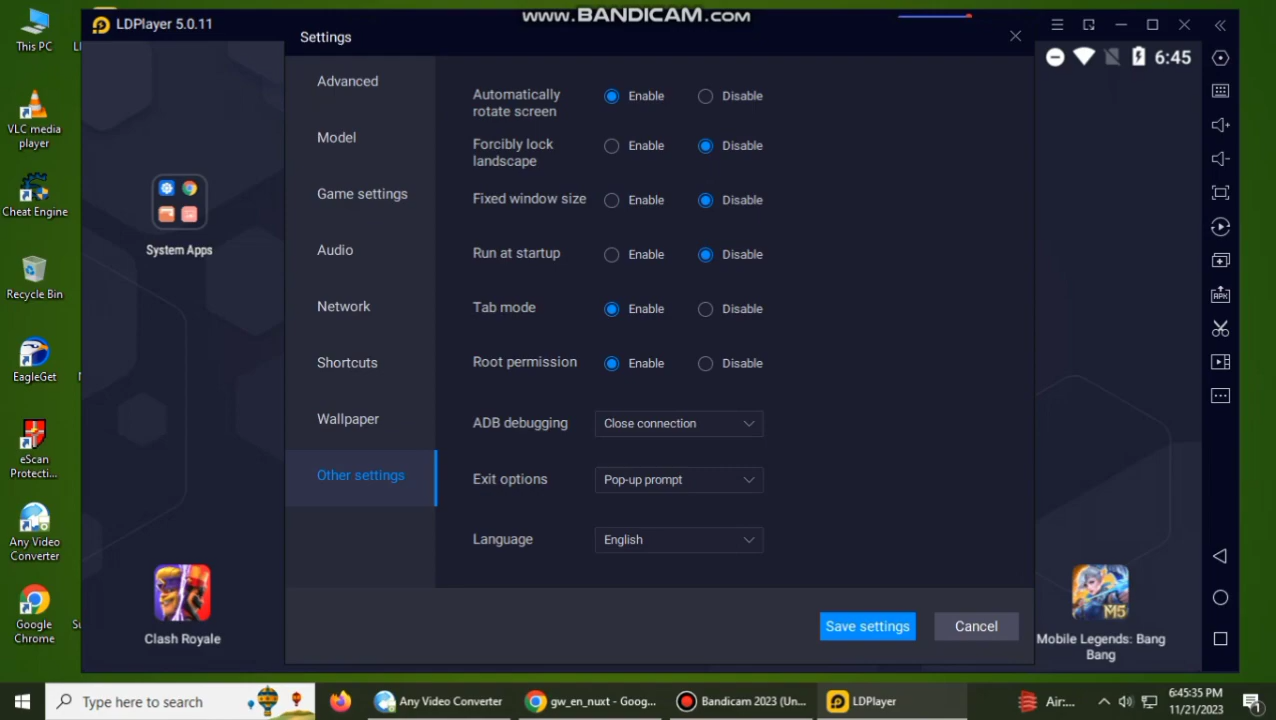 www.BANDICAM.com
LDPlayer 5.0.11
This PC
Settings
6:45
Advanced
Model
Game settings
Audio
Network
Shortcuts
Wallpaper
Other settings
Automatically
rotate screen
Enable
Disable
Forcibly lock
landscape
Enable
Disable
Fixed window size
Enable
Disable
Run at startup
Enable
Disable
Tab mode
Enable
Disable
Root permission
Enable
Disable
ADB debugging
Close connection
Exit options
Pop-up prompt
Language
English
Save settings
Cancel
VLC media
player
Cheat Engine
Recycle Bin
EagleGet
eScan
Protecti...
Any Video
Converter
Google
Chrome
System Apps
Clash Royale
M5
Mobile Legends: Bang
Bang
APK
Type here to search
Any Video Converter
gw_en_nuxt - Goog...
Bandicam 2023 (Un...
LDPlayer
Air:...
6:45:35 PM
11/21/2023
1